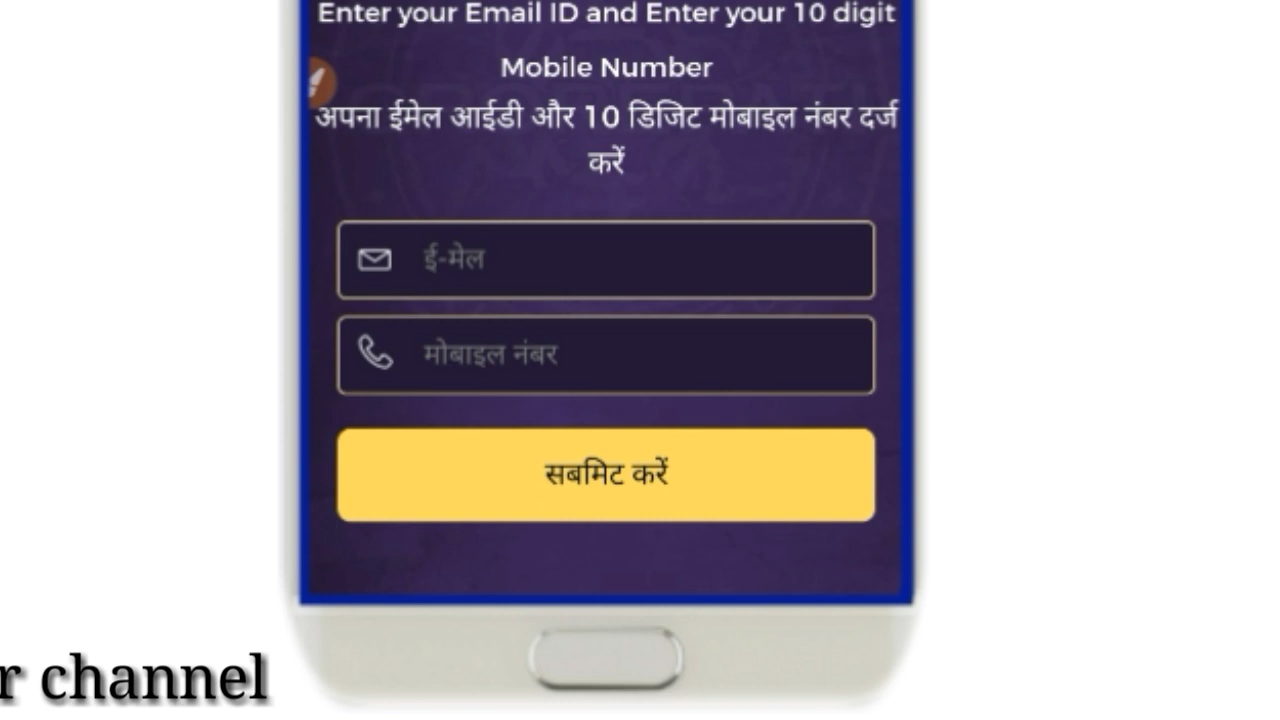 Enter your Email ID and Enter your 10 digit
Mobile Number
अपना ईमेल आईडी और 10 डिजिट मोबाइल नंबर दर्ज
करें
ई-मेल
मोबाइल नंबर
सबमिट करें
channel